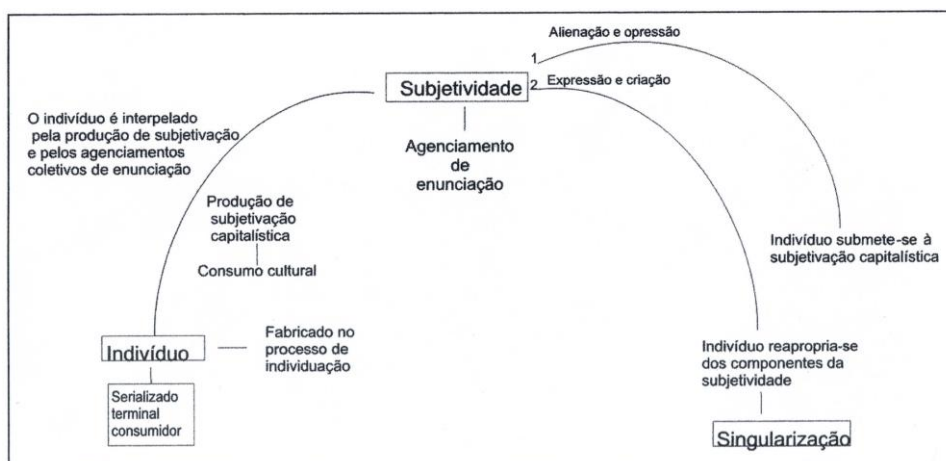 Alienação e opressão
1.
Subjetividade
2. Expressão e criação
O indivíduo é interpelado
pela produção de subjetivação
e pelos agenciamentos
coletivos de enunciação
Agenciamento
de
enunciação
Produção de
subjetivação
capitalística
Consumo cultural
Indivíduo submete-se à
subjetivação capitalística
Indivíduo
Fabricado no
processo de
individuação
Serializado
terminal
consumidor
Indivíduo reapropria-se
dos componentes da
subjetividade
Singularização